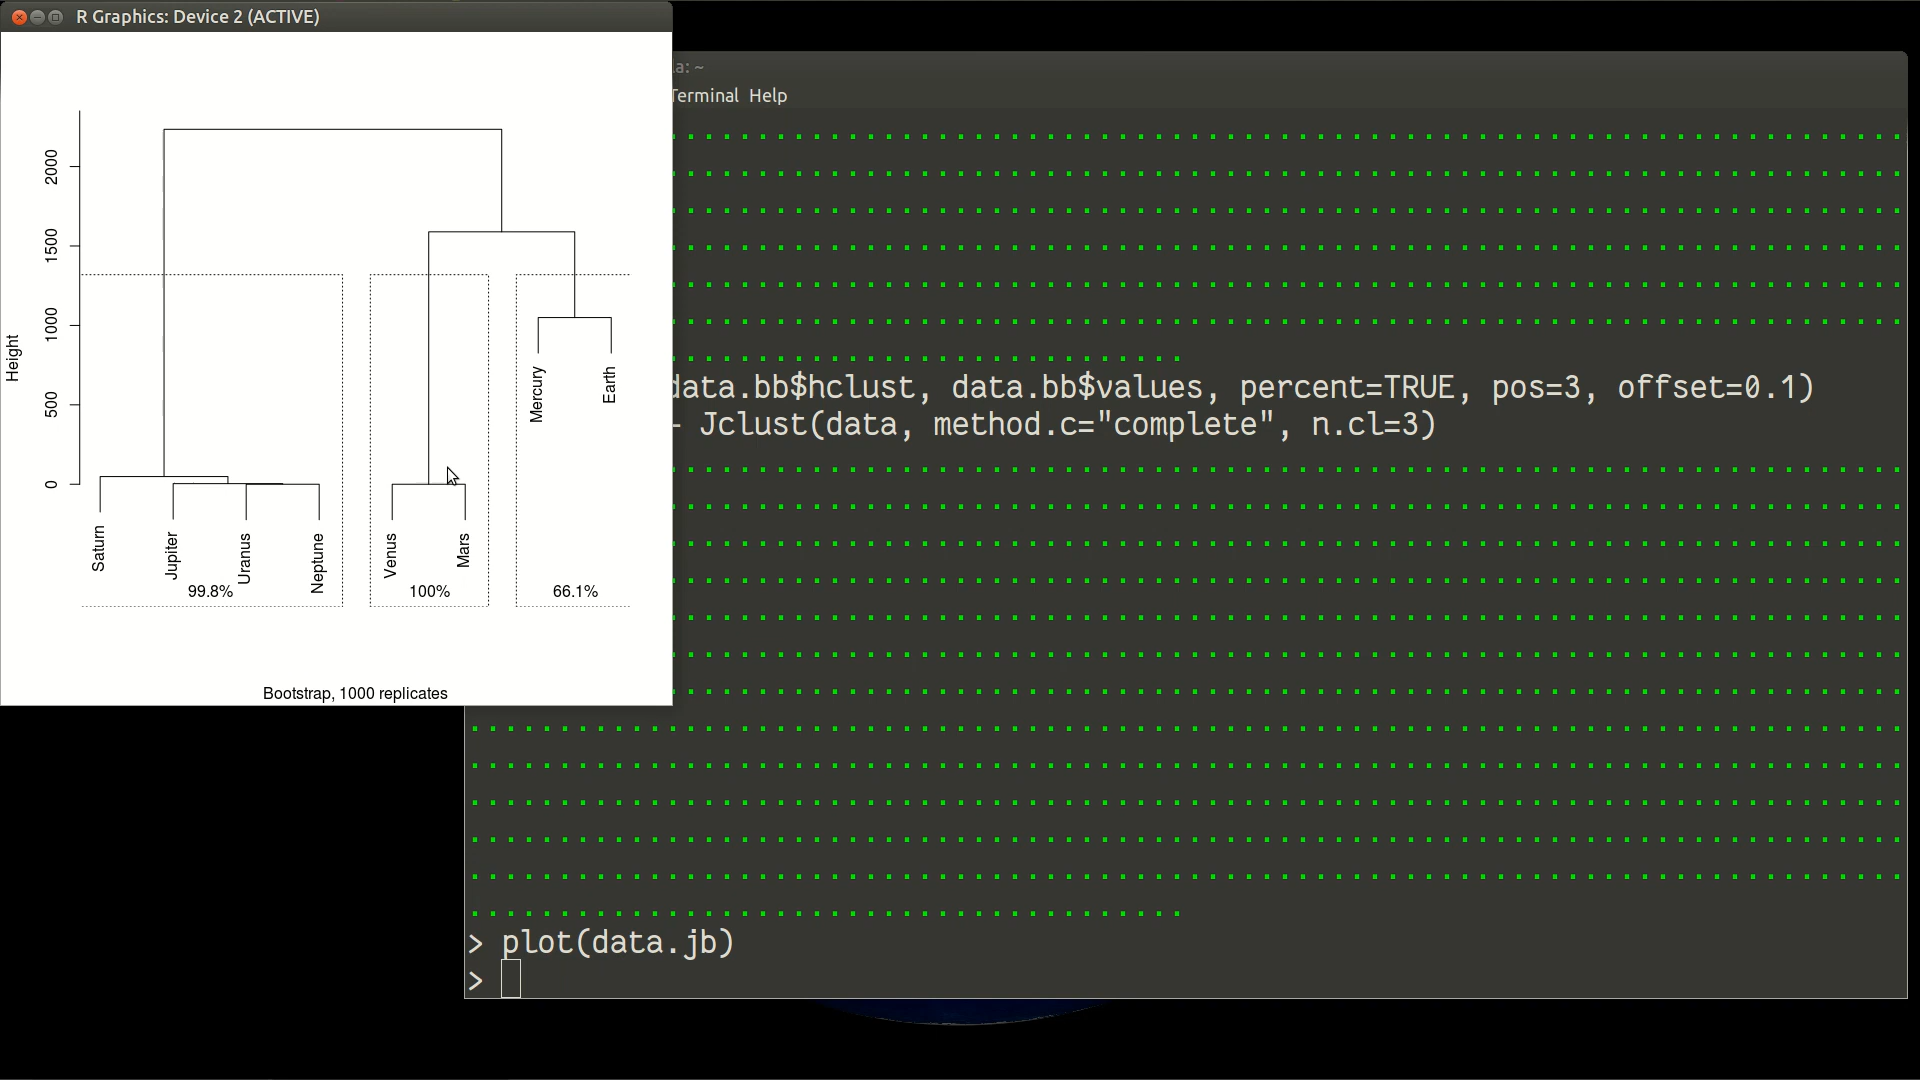 R Graphics: Device 2 (ACTIVE)
la: ~
Terminal Help
data.bb$hclust, data.bb$values, percent=TRUE, pos=3, offset=0.1)
- Jclust(data, method.c="complete", n.cl=3)
> plot(data.jb)
>
Height
2000
1500
1000
500
0
Mercury
Earth
Saturn
Jupiter
Uranus
Neptune
Venus
Mars
99.8%
100%
66.1%
Bootstrap, 1000 replicates